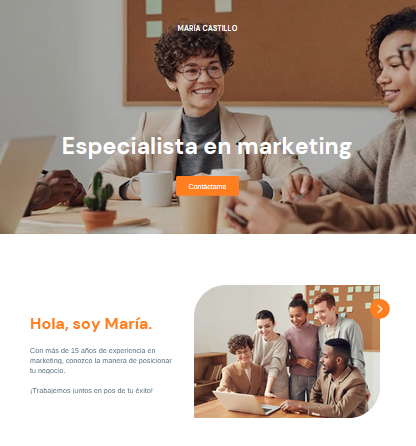 MARÍA CASTILLO
Especialista en marketing
Contáctame
Hola, soy María.
Con más de 15 años de experiencia en
marketing, conozco la manera de posicionar
tu negocio.
¡Trabajemos juntos en pos de tu éxito!